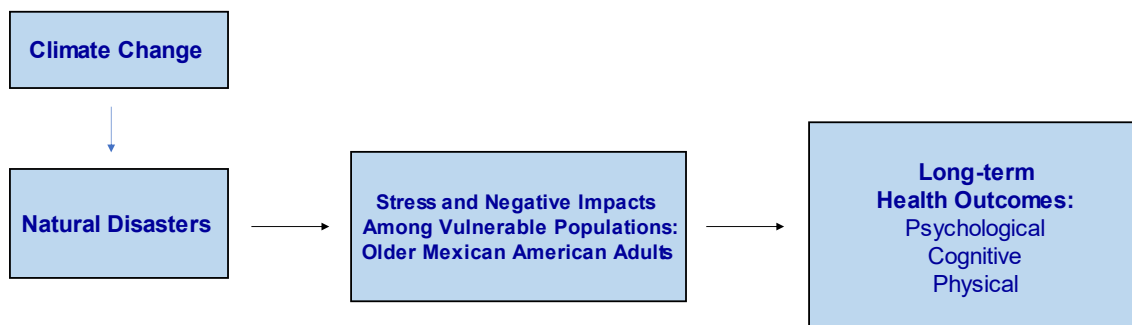 Climate Change
Natural Disasters
Stress and Negative Impacts
Among Vulnerable Populations:
Older Mexican American Adults
Long-term
Health Outcomes:
Psychological
Cognitive
Physical